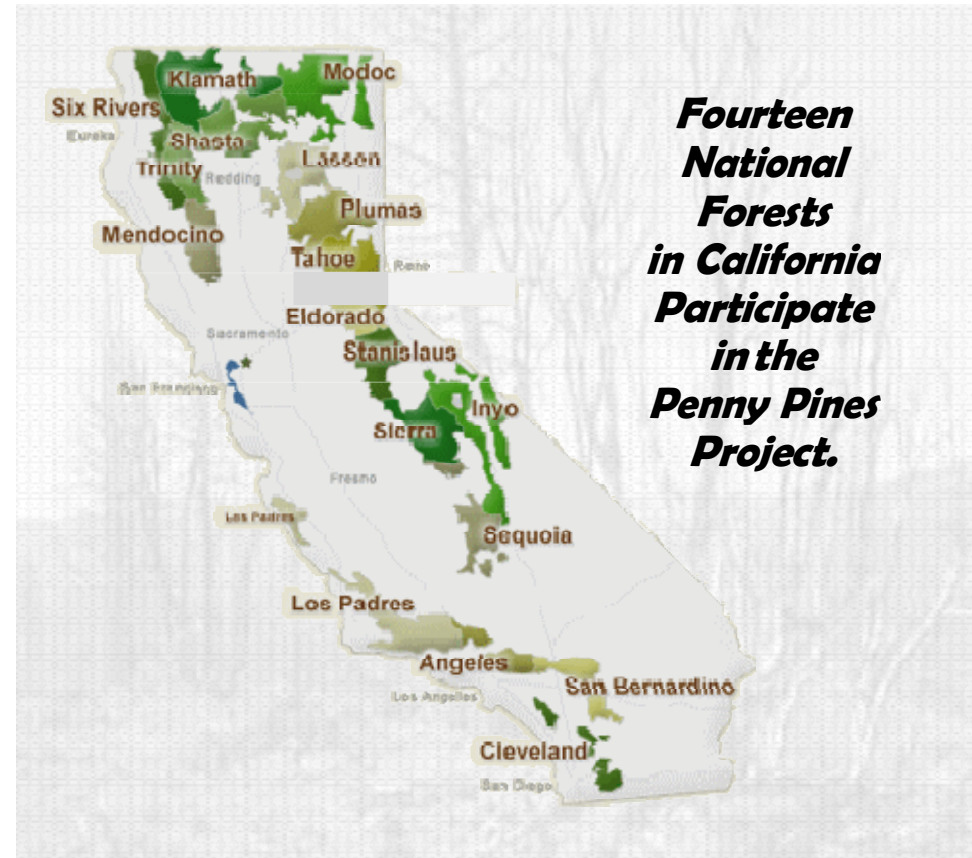 Klamath
Modoc
Six Rivers
Eureka
Shasta
Trinity
Redding
Lassen
Plumas
Mendocino
Tahoe
Reno
Eldorado
Sacramento
Stanislaus
San Francisco
Inyo
Sierra
Fresno
Los Padres
Sequoia
Los Padres
Angeles
Los Angeles
San Bernardino
Cleveland
San Diego
Fourteen
National
Forests
in California
Participate
in the
Penny Pines
Project.